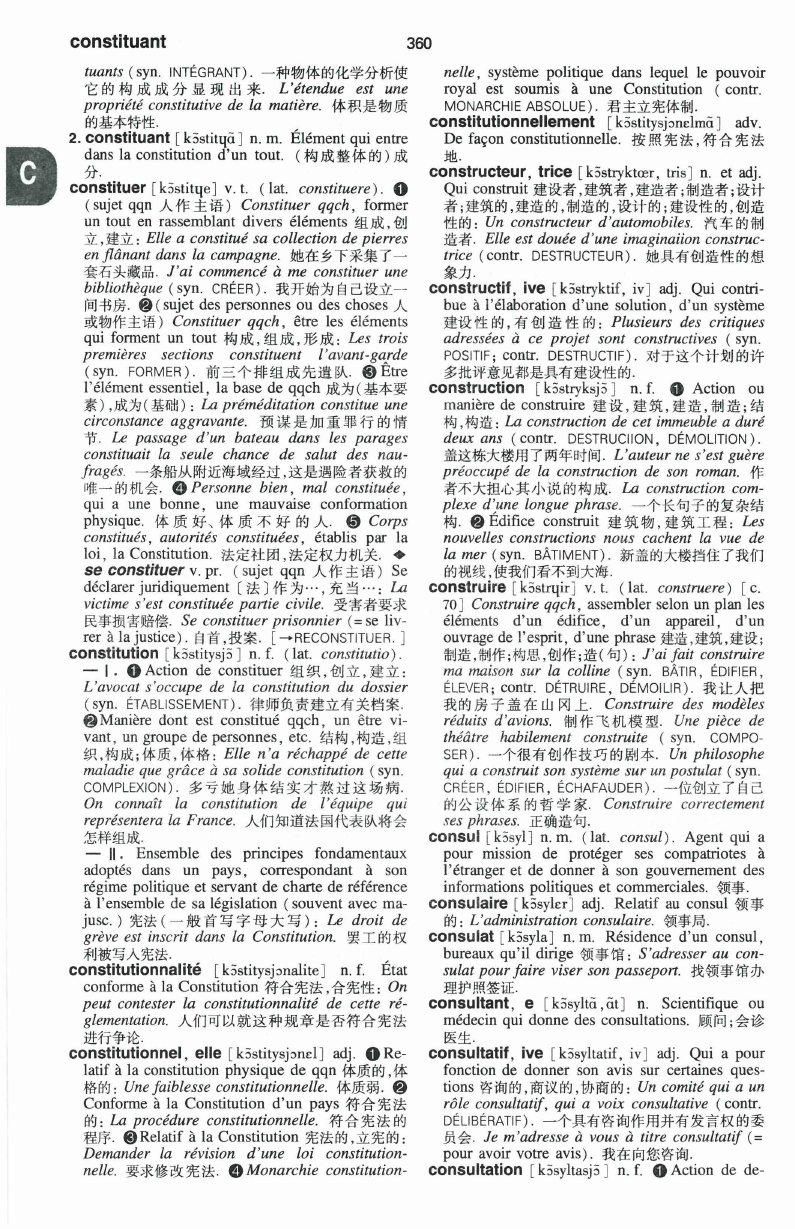 constituant
360
tuants (syn. INTÉGRANT). 一种物体的化学分析使
它的构成成分显现出来. L'étendue est une
propriété constitutive de la matière. 体积是物质
的基本特性.
2. constituant [kɔ̃stitɥɑ̃] n. m. Élément qui entre
dans la constitution d'un tout. (构成整体的)成
分.
C
constituer [kɔ̃stitɥe] v. t. (lat. constituere). ❶
(sujet qqn 人作主语) Constituer qqch, former
un tout en rassemblant divers éléments 组成,创
立,建立: Elle a constitué sa collection de pierres
en flânant dans la campagne. 她在乡下采集了一
套石头藏品. J'ai commencé à me constituer une
bibliothèque (syn. CRÉER). 我开始为自己设立一
间书房. ❷(sujet des personnes ou des choses 人
或物作主语) Constituer qqch, être les éléments
qui forment un tout 构成,组成,形成: Les trois
premières sections constituent l'avant-garde
(syn. FORMER). 前三个排组成先遣队. ❸Être
l'élément essentiel, la base de qqch 成为(基本要
素),成为(基础): La préméditation constitue une
circonstance aggravante. 预谋是加重罪行的情
节. Le passage d'un bateau dans les parages
constituait la seule chance de salut des nau-
fragés. 一条船从附近海域经过,这是遇险者获救的
唯一的机会. ❹Personne bien, mal constituée,
qui a une bonne, une mauvaise conformation
physique. 体质好、体质不好的人. ❺ Corps
constitués, autorités constituées, établis par la
loi, la Constitution. 法定社团,法定权力机关. ◆
se constituer v. pr. (sujet qqn 人作主语) Se
déclarer juridiquement [法]作为…,充当…: La
victime s'est constituée partie civile. 受害者要求
民事损害赔偿. Se constituer prisonnier (= se liv-
rer à la justice). 自首,投案. [→RECONSTITUER.]
constitution [kɔ̃stitysjɔ̃] n. f. (lat. constitutio).
— I. ❶Action de constituer 组织,创立,建立:
L'avocat s'occupe de la constitution du dossier
(syn. ÉTABLISSEMENT). 律师负责建立有关档案.
❷Manière dont est constitué qqch, un être vi-
vant, un groupe de personnes, etc. 结构,构造,组
织,构成;体质,体格: Elle n'a réchappé de cette
maladie que grâce à sa solide constitution (syn.
COMPLEXION). 多亏她身体结实才熬过这场病.
On connaît la constitution de l'équipe qui
représentera la France. 人们知道法国代表队将会
怎样组成.
— II. Ensemble des principes fondamentaux
adoptés dans un pays, correspondant à son
régime politique et servant de charte de référence
à l'ensemble de sa législation (souvent avec ma-
jusc.) 宪法(一般首写字母大写): Le droit de
grève est inscrit dans la Constitution. 罢工的权
利被写入宪法.
constitutionnalité [kɔ̃stitysjɔnalite] n. f. État
conforme à la Constitution 符合宪法,合宪性: On
peut contester la constitutionnalité de cette ré-
glementation. 人们可以就这种规章是否符合宪法
进行争论.
constitutionnel, elle [kɔ̃stitysjɔnel] adj. ❶Re-
latif à la constitution physique de qqn 体质的,体
格的: Une faiblesse constitutionnelle. 体质弱. ❷
Conforme à la Constitution d'un pays 符合宪法
的: La procédure constitutionnelle. 符合宪法的
程序. ❸Relatif à la Constitution 宪法的,立宪的:
Demander la révision d'une loi constitution-
nelle. 要求修改宪法. ❹Monarchie constitution-
nelle, système politique dans lequel le pouvoir
royal est soumis à une Constitution (contr.
MONARCHIE ABSOLUE). 君主立宪体制.
constitutionnellement [kɔ̃stitysjɔnɛlmɑ̃] adv.
De façon constitutionnelle. 按照宪法,符合宪法
地.
constructeur, trice [kɔ̃stryktœr, tris] n. et adj.
Qui construit 建设者,建筑者,建造者;制造者;设计
者;建筑的,建造的,制造的,设计的;建设性的,创造
性的: Un constructeur d'automobiles. 汽车的制
造者. Elle est douée d'une imaginaiion construc-
trice (contr. DESTRUCTEUR). 她具有创造性的想
象力.
constructif, ive [kɔ̃stryktif, iv] adj. Qui contri-
bue à l'élaboration d'une solution, d'un système
建设性的,有创造性的: Plusieurs des critiques
adressées à ce projet sont constructives (syn.
POSITIF; contr. DESTRUCTIF). 对于这个计划的许
多批评意见都是具有建设性的.
construction [kɔ̃stryksjɔ̃] n. f. ❶ Action ou
manière de construire 建设,建筑,建造,制造;结
构,构造: La construction de cet immeuble a duré
deux ans (contr. DESTRUCIION, DÉMOLITION).
盖这栋大楼用了两年时间. L'auteur ne s'est guère
préoccupé de la construction de son roman. 作
者不大担心其小说的构成. La construction com-
plexe d'une longue phrase. 一个长句子的复杂结
构. ❷Édifice construit 建筑物,建筑工程: Les
nouvelles constructions nous cachent la vue de
la mer (syn. BÂTIMENT). 新盖的大楼挡住了我们
的视线,使我们看不到大海.
construire [kɔ̃strɥir] v. t. (lat. construere) [c.
70] Construire qqch, assembler selon un plan les
éléments d'un édifice, d'un appareil, d'un
ouvrage de l'esprit, d'une phrase 建造,建筑,建设;
制造,制作;构思,创作;造(句): J'ai fait construire
ma maison sur la colline (syn. BÂTIR, ÉDIFIER,
ÉLEVER; contr. DÉTRUIRE, DÉMOILIR). 我让人把
我的房子盖在山冈上. Construire des modèles
réduits d'avions. 制作飞机模型. Une pièce de
théâtre habilement construite (syn. COMPO-
SER). 一个很有创作技巧的剧本. Un philosophe
qui a construit son système sur un postulat (syn.
CRÉER, ÉDIFIER, ÉCHAFAUDER). 一位创立了自己
的公设体系的哲学家. Construire correctement
ses phrases. 正确造句.
consul [kɔ̃syl] n. m. (lat. consul). Agent qui a
pour mission de protéger ses compatriotes à
l'étranger et de donner à son gouvernement des
informations politiques et commerciales. 领事.
consulaire [kɔ̃syler] adj. Relatif au consul 领事
的: L'administration consulaire. 领事局.
consulat [kɔ̃syla] n. m. Résidence d'un consul,
bureaux qu'il dirige 领事馆: S'adresser au con-
sulat pour faire viser son passeport. 找领事馆办
理护照签证.
consultant, e [kɔ̃syltɑ̃, ɑ̃t] n. Scientifique ou
médecin qui donne des consultations. 顾问;会诊
医生.
consultatif, ive [kɔ̃syltatif, iv] adj. Qui a pour
fonction de donner son avis sur certaines ques-
tions 咨询的,商议的,协商的: Un comité qui a un
rôle consultatif, qui a voix consultative (contr.
DÉLIBÉRATIF). 一个具有咨询作用并有发言权的委
员会. Je m'adresse à vous à titre consultatif (=
pour avoir votre avis). 我在向您咨询.
consultation [kɔ̃syltasjɔ̃] n. f. ❶Action de de-